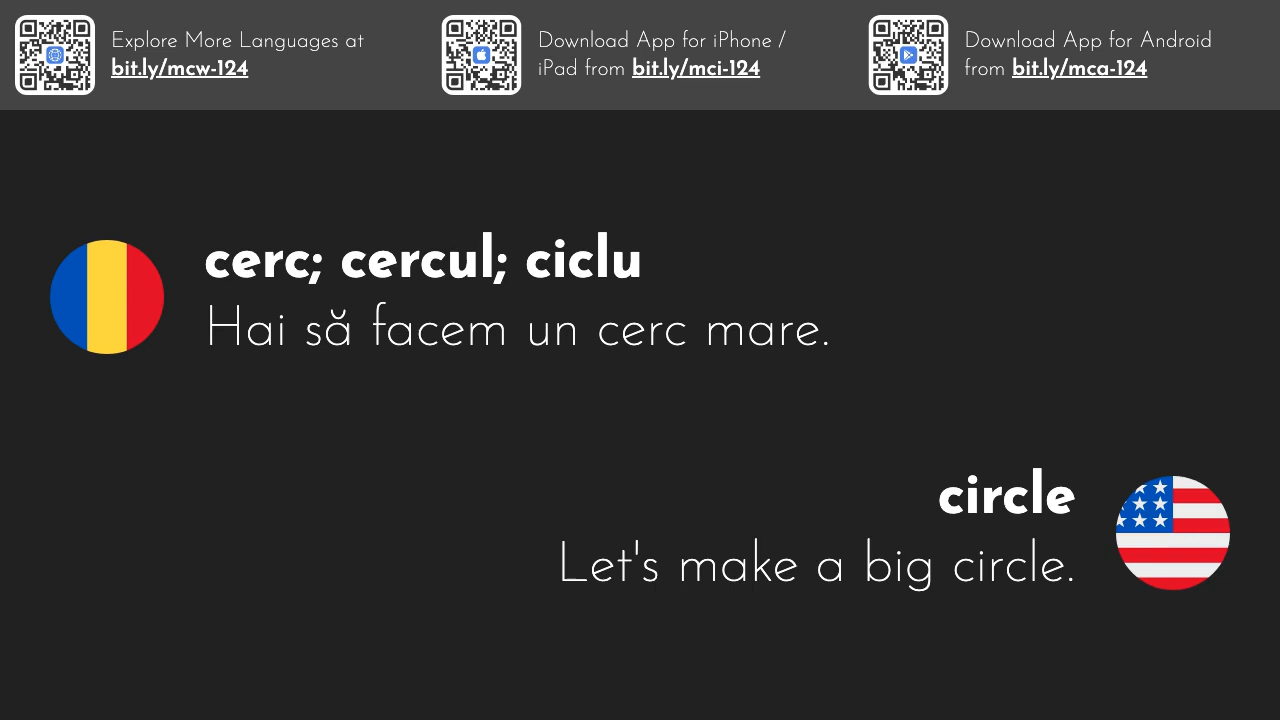 Explore More Languages at
bit.ly/mcw-124
Download App for iPhone /
iPad from bit.ly/mci-124
Download App for Android
from bit.ly/mca-124
cerc; cercul; ciclu
Hai să facem un cerc mare.
circle
Let's make a big circle.